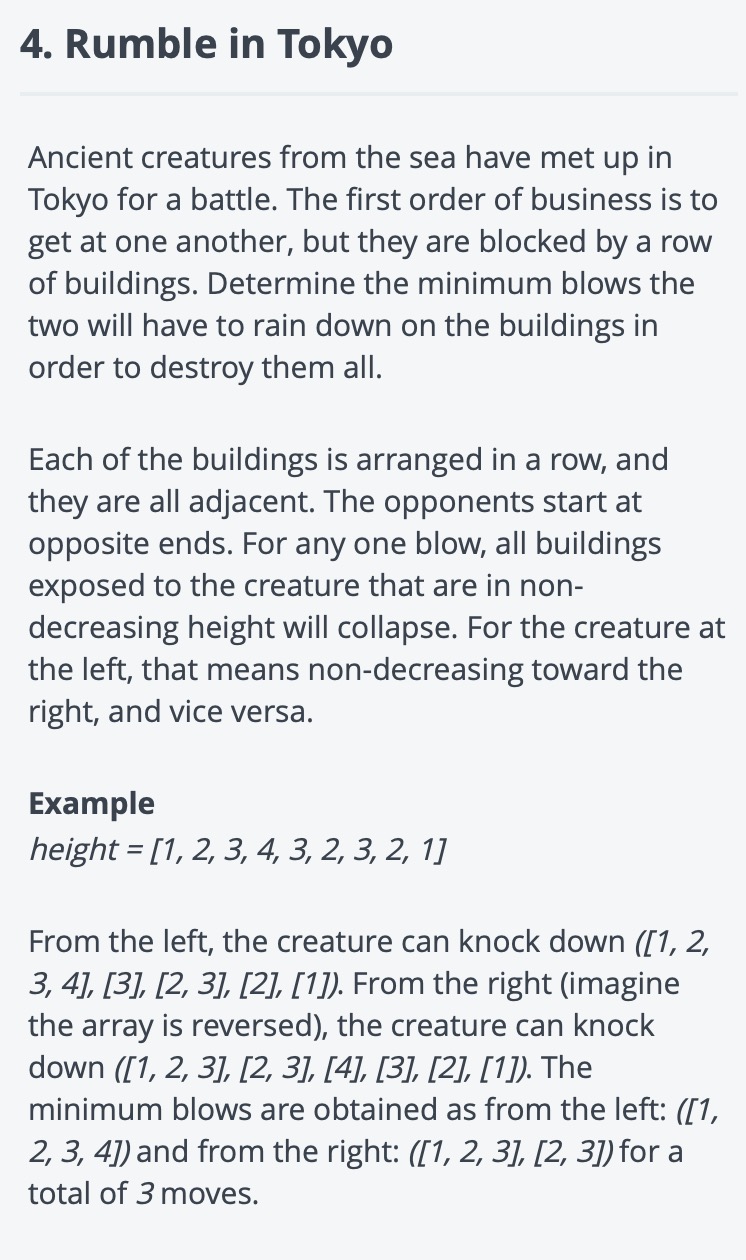 4. Rumble in Tokyo
Ancient creatures from the sea have met up in
Tokyo for a battle. The first order of business is to
get at one another, but they are blocked by a row
of buildings. Determine the minimum blows the
two will have to rain down on the buildings in
order to destroy them all.
Each of the buildings is arranged in a row, and
they are all adjacent. The opponents start at
opposite ends. For any one blow, all buildings
exposed to the creature that are in non-
decreasing height will collapse. For the creature at
the left, that means non-decreasing toward the
right, and vice versa.
Example
height = [1, 2, 3, 4, 3, 2, 3, 2, 1]
From the left, the creature can knock down ([1, 2,
3, 4], [3], [2, 3], [2], [1]). From the right (imagine
the array is reversed), the creature can knock
down ([1, 2, 3], [2, 3], [4], [3], [2], [1]). The
minimum blows are obtained as from the left: ([1,
2, 3, 4]) and from the right: ([1, 2, 3], [2, 3]) for a
total of 3 moves.